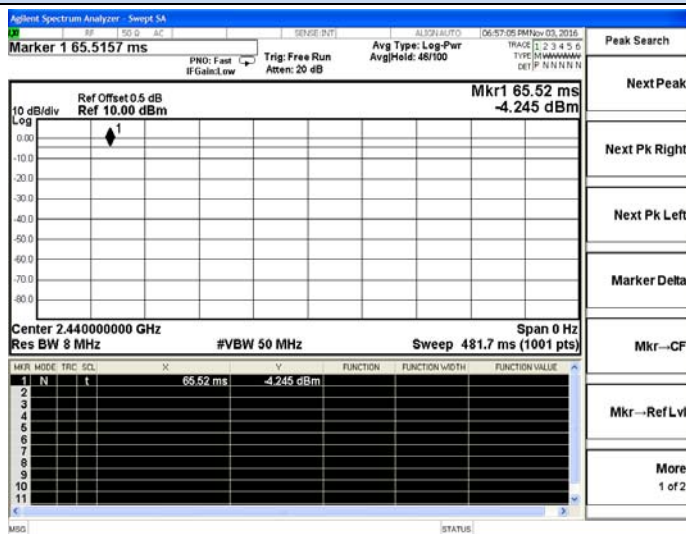 Agilent Spectrum Analyzer - Swept SA
RF 50 Ω AC SENSE:INT ALIGN AUTO 06:57:05 PM Nov 03, 2016
Marker 1 65.5157 ms
PNO: Fast Trig: Free Run Avg Type: Log-Pwr TRACE 1 2 3 4 5 6
IFGain:Low Atten: 20 dB Avg|Hold: 46/100 TYPE MWWWWW
DET P N N N N N
Peak Search
Next Peak
Next Pk Right
Next Pk Left
Marker Delta
Mkr→CF
Mkr→Ref Lvl
More
1 of 2
Ref Offset 0.5 dB
10 dB/div Ref 10.00 dBm
Mkr1 65.52 ms
-4.245 dBm
Log
1
0.00
-10.0
-20.0
-30.0
-40.0
-50.0
-60.0
-70.0
-80.0
Center 2.440000000 GHz Span 0 Hz
Res BW 8 MHz #VBW 50 MHz Sweep 481.7 ms (1001 pts)
MKR MODE TRC SCL X Y FUNCTION FUNCTION WIDTH FUNCTION VALUE
1 N t 65.52 ms -4.245 dBm
2
3
4
5
6
7
8
9
10
11
MSG STATUS